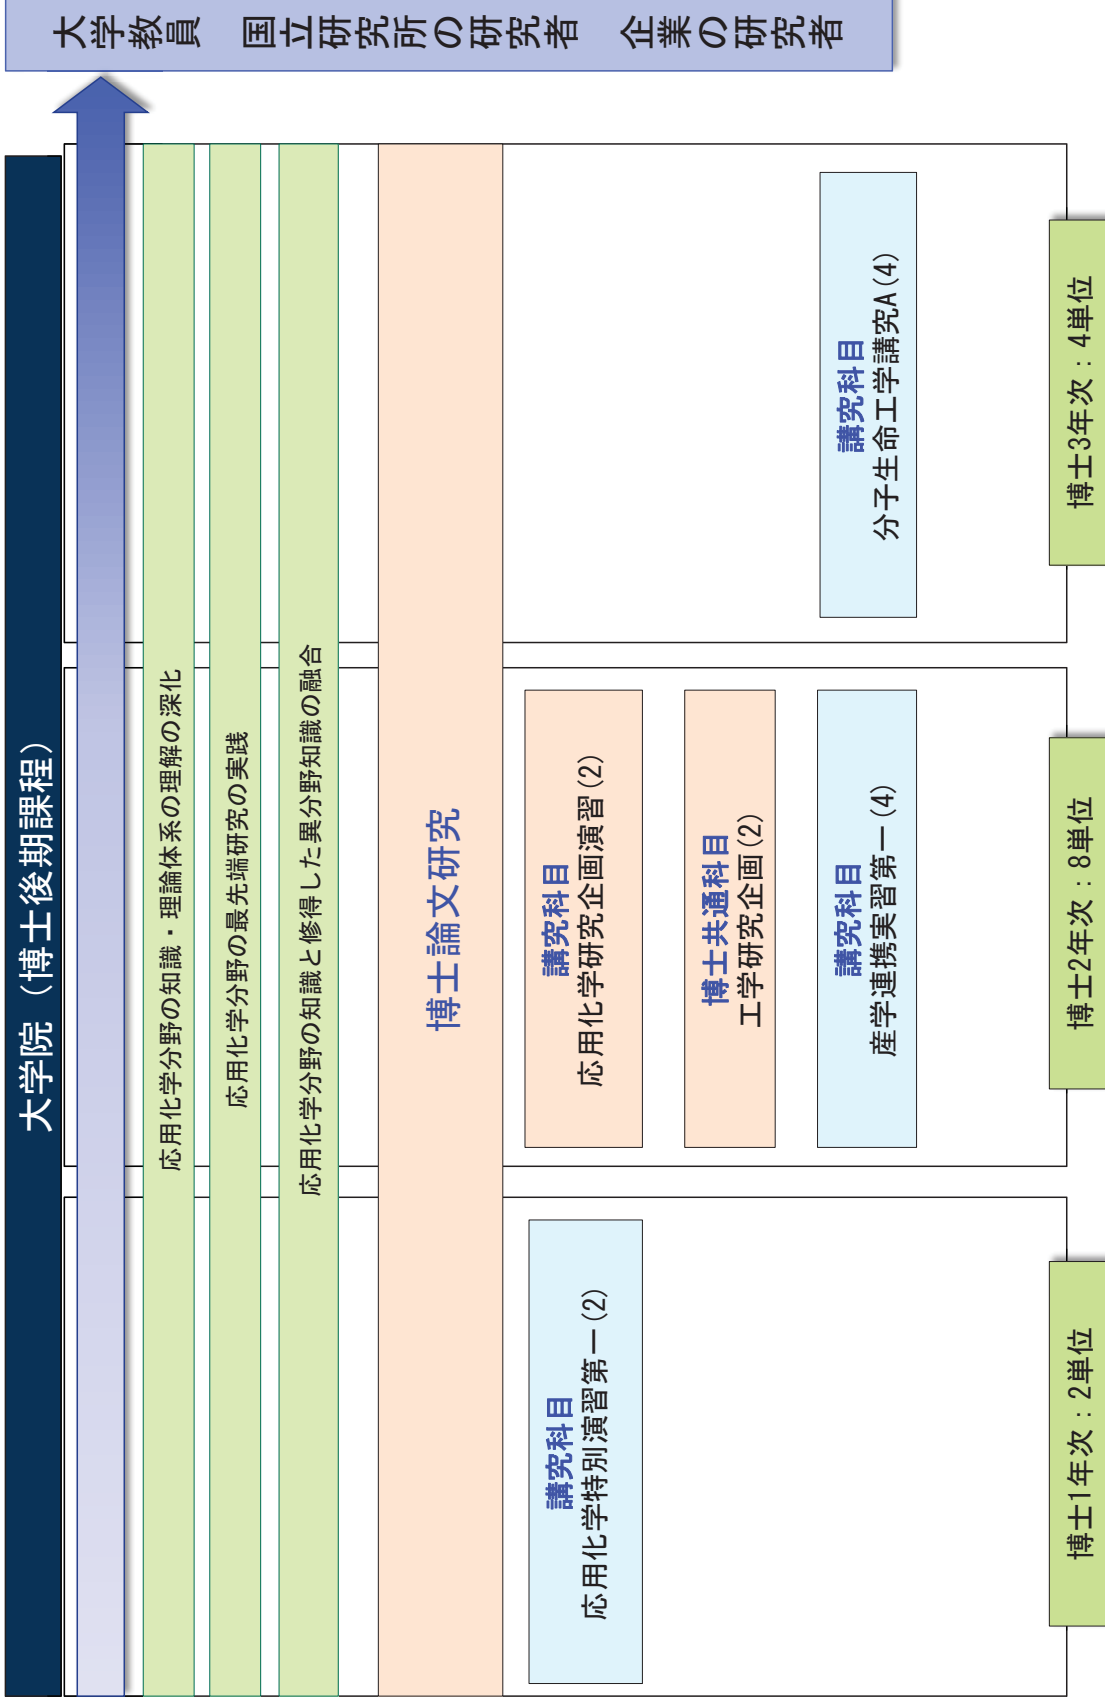 大学院（博士後期課程）
大学教員　国立研究所の研究者　企業の研究者
応用化学分野の知識・理論体系の理解の深化
応用化学分野の最先端研究の実践
応用化学分野の知識と修得した異分野知識の融合
博士論文研究
講究科目
応用化学特別演習第一(2)
博士1年次：2単位
講究科目
応用化学研究企画演習(2)
博士共通科目
工学研究企画(2)
講究科目
産学連携実習第一(4)
博士2年次：8単位
講究科目
分子生命工学講究A(4)
博士3年次：4単位